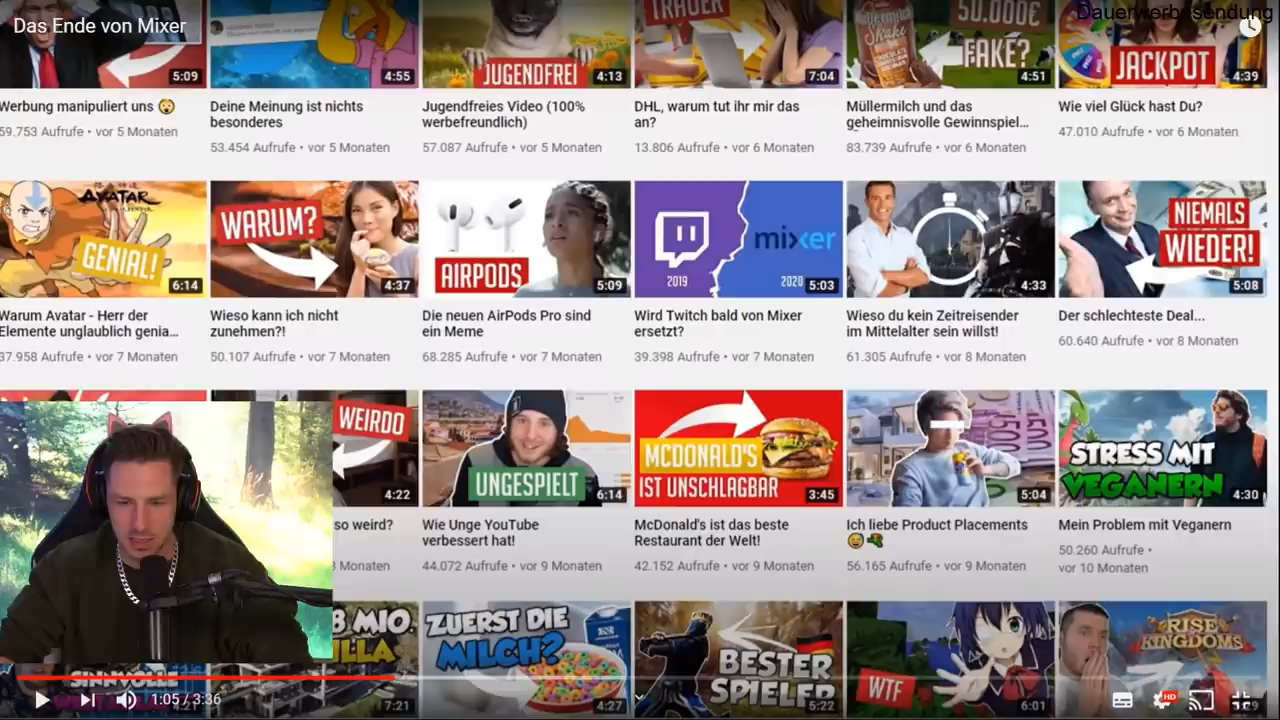 Das Ende von Mixer
Dauerwerbesendung
TRAUER
50.000€
FAKE?
JUGENDFREI
JACKPOT
5:09
4:55
4:13
7:04
4:51
4:39
Werbung manipuliert uns 😲
59.753 Aufrufe • vor 5 Monaten
Deine Meinung ist nichts
besonderes
53.454 Aufrufe • vor 5 Monaten
Jugendfreies Video (100%
werbefreundlich)
57.087 Aufrufe • vor 5 Monaten
DHL, warum tut ihr mir das
an?
13.806 Aufrufe • vor 6 Monaten
Müllermilch und das
geheimnisvolle Gewinnspiel...
83.739 Aufrufe • vor 6 Monaten
Wie viel Glück hast Du?
47.010 Aufrufe • vor 6 Monaten
AVATAR
GENIAL!
6:14
WARUM?
4:37
AIRPODS
5:09
mixer
2019
2020
5:03
4:33
NIEMALS
WIEDER!
5:08
Warum Avatar - Herr der
Elemente unglaublich genia...
37.958 Aufrufe • vor 7 Monaten
Wieso kann ich nicht
zunehmen?!
50.107 Aufrufe • vor 7 Monaten
Die neuen AirPods Pro sind
ein Meme
68.285 Aufrufe • vor 7 Monaten
Wird Twitch bald von Mixer
ersetzt?
39.398 Aufrufe • vor 7 Monaten
Wieso du kein Zeitreisender
im Mittelalter sein willst!
61.305 Aufrufe • vor 8 Monaten
Der schlechteste Deal...
60.640 Aufrufe • vor 8 Monaten
WEIRDO
4:22
UNGESPIELT
6:14
MCDONALD'S
IST UNSCHLAGBAR
3:45
5:04
STRESS MIT
VEGANERN
4:30
so weird?
Monaten
Wie Unge YouTube
verbessert hat!
44.072 Aufrufe • vor 9 Monaten
McDonald's ist das beste
Restaurant der Welt!
42.152 Aufrufe • vor 9 Monaten
Ich liebe Product Placements
😅🔫
56.165 Aufrufe • vor 9 Monaten
Mein Problem mit Veganern
50.260 Aufrufe •
vor 10 Monaten
MIO.
ZUERST DIE
MILCH?
4:27
7:21
BESTER
SPIELER
5:22
WTF
6:01
RISE OF
KINGDOMS
SINNVOLLE
1:05 / 3:36
HD